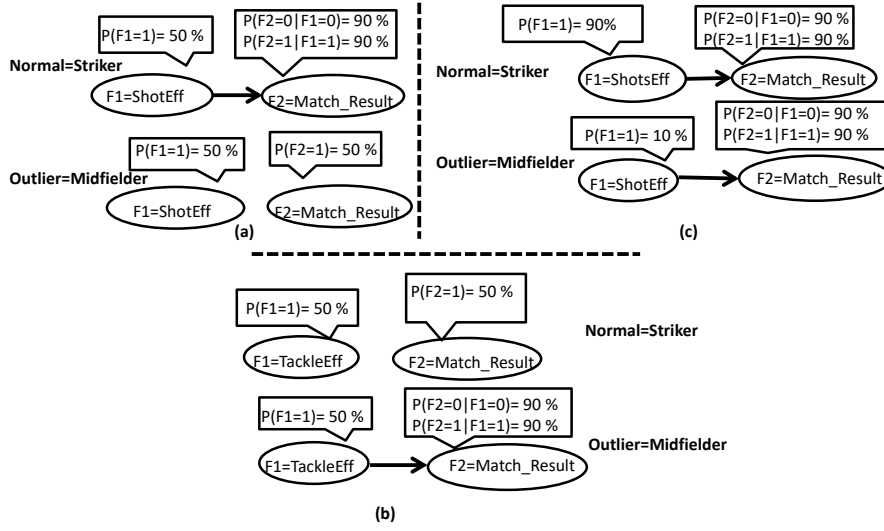 P(F1=1)= 50 %
P(F2=0|F1=0)= 90 %
P(F2=1|F1=1)= 90 %
Normal=Striker
F1=ShotEff
F2=Match_Result
P(F1=1)= 50 %
P(F2=1)= 50 %
Outlier=Midfielder
F1=ShotEff
F2=Match_Result
(a)
P(F1=1)= 90%
P(F2=0|F1=0)= 90 %
P(F2=1|F1=1)= 90 %
Normal=Striker
F1=ShotsEff
F2=Match_Result
P(F1=1)= 10 %
P(F2=0|F1=0)= 90 %
P(F2=1|F1=1)= 90 %
Outlier=Midfielder
F1=ShotEff
F2=Match_Result
(c)
P(F1=1)= 50 %
P(F2=1)= 50 %
Normal=Striker
F1=TackleEff
F2=Match_Result
P(F1=1)= 50 %
P(F2=0|F1=0)= 90 %
P(F2=1|F1=1)= 90 %
Outlier=Midfielder
F1=TackleEff
F2=Match_Result
(b)